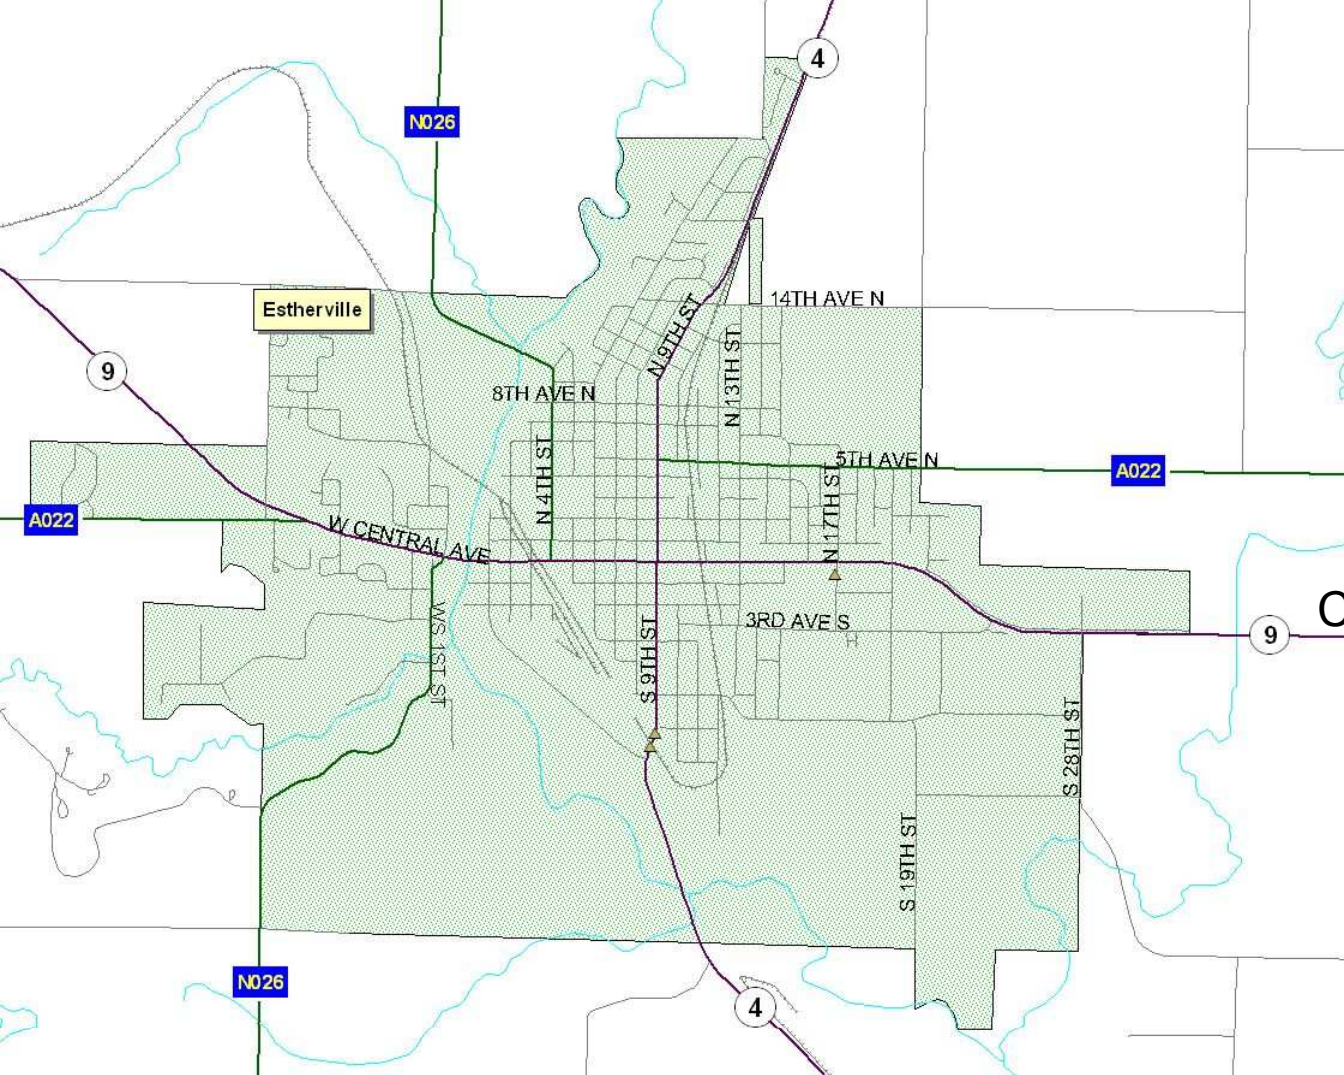 4
N026
14TH AVE N
Estherville
N 9TH ST
N 13TH ST
9
8TH AVE N
5TH AVE N
A022
N 4TH ST
N 17TH ST
A022
W CENTRAL AVE
C
3RD AVE S
9
WS 1ST ST
S 9TH ST
S 28TH ST
S 19TH ST
N026
4